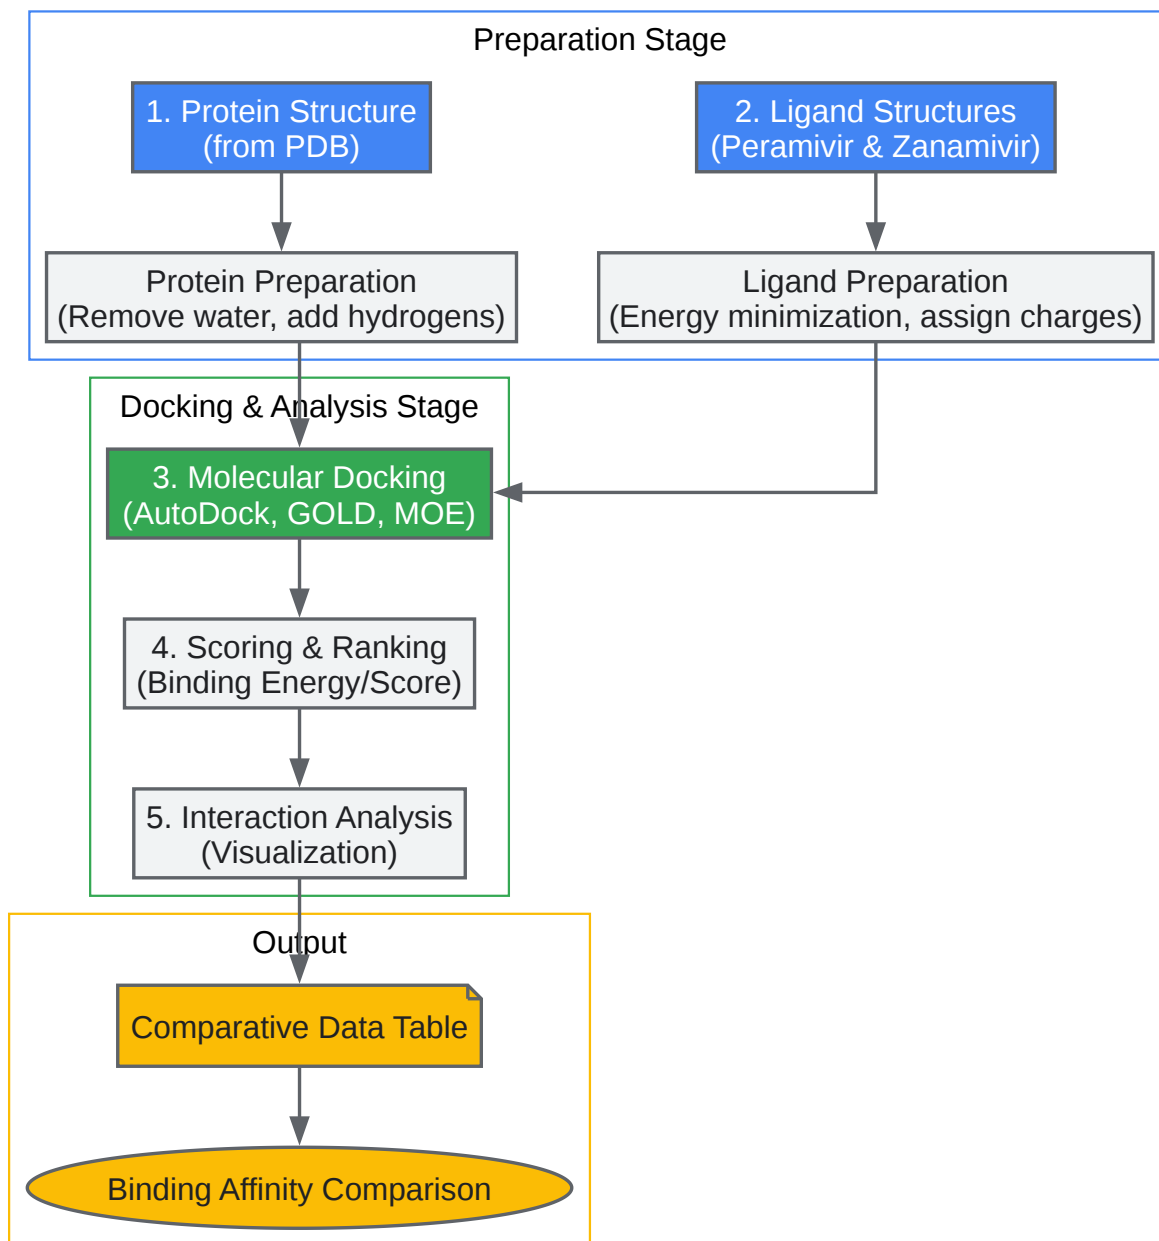 Preparation Stage
1. Protein Structure
(from PDB)
2. Ligand Structures
(Peramivir & Zanamivir)
Protein Preparation
(Remove water, add hydrogens)
Ligand Preparation
(Energy minimization, assign charges)
Docking & Analysis Stage
3. Molecular Docking
(AutoDock, GOLD, MOE)
4. Scoring & Ranking
(Binding Energy/Score)
5. Interaction Analysis
(Visualization)
Output
Comparative Data Table
Binding Affinity Comparison